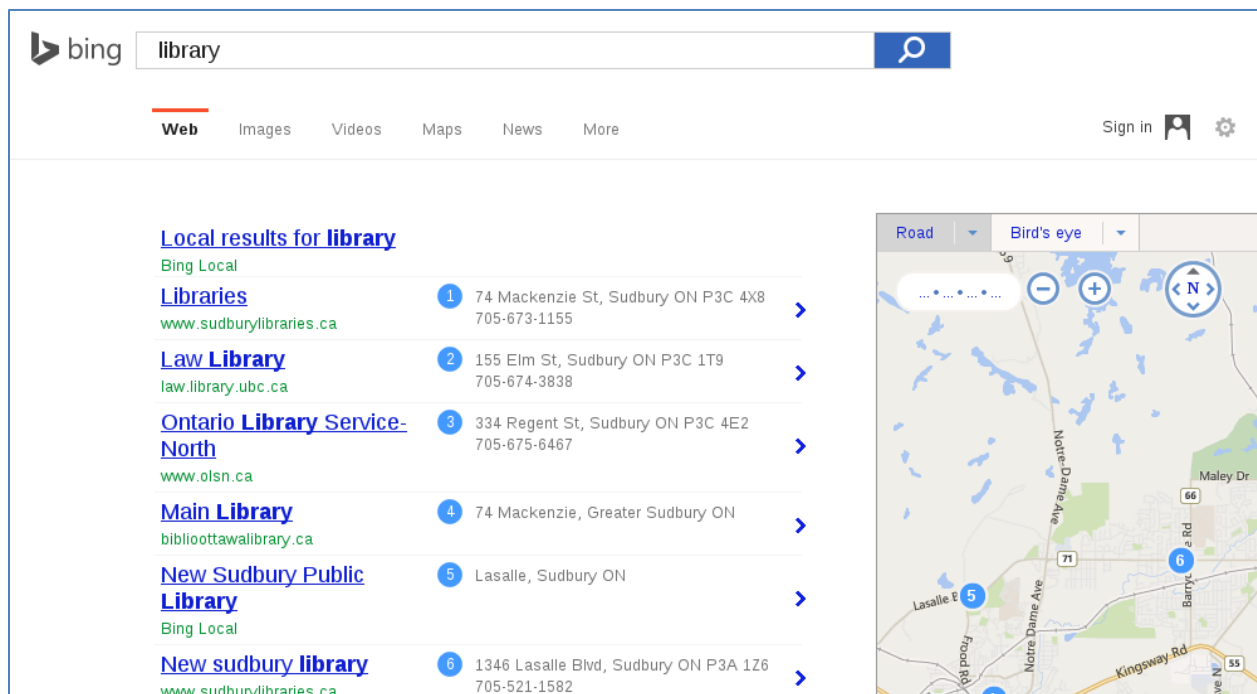 bing library
Web Images Videos Maps News More
Sign in
Local results for library
Bing Local
Libraries
www.sudburylibraries.ca
1 74 Mackenzie St, Sudbury ON P3C 4X8
705-673-1155
Law Library
law.library.ubc.ca
2 155 Elm St, Sudbury ON P3C 1T9
705-674-3838
Ontario Library Service-
North
www.olsn.ca
3 334 Regent St, Sudbury ON P3C 4E2
705-675-6467
Main Library
biblioottawalibrary.ca
4 74 Mackenzie, Greater Sudbury ON
New Sudbury Public
Library
Bing Local
5 Lasalle, Sudbury ON
New sudbury library
www.sudburylibraries.ca
6 1346 Lasalle Blvd, Sudbury ON P3A 1Z6
705-521-1582
Road Bird's eye
N
Notre-Dame Ave
Maley Dr
66
71
6
5
Lasalle B
Notre Dame Ave
Frood Rd
Kingsway Rd
55